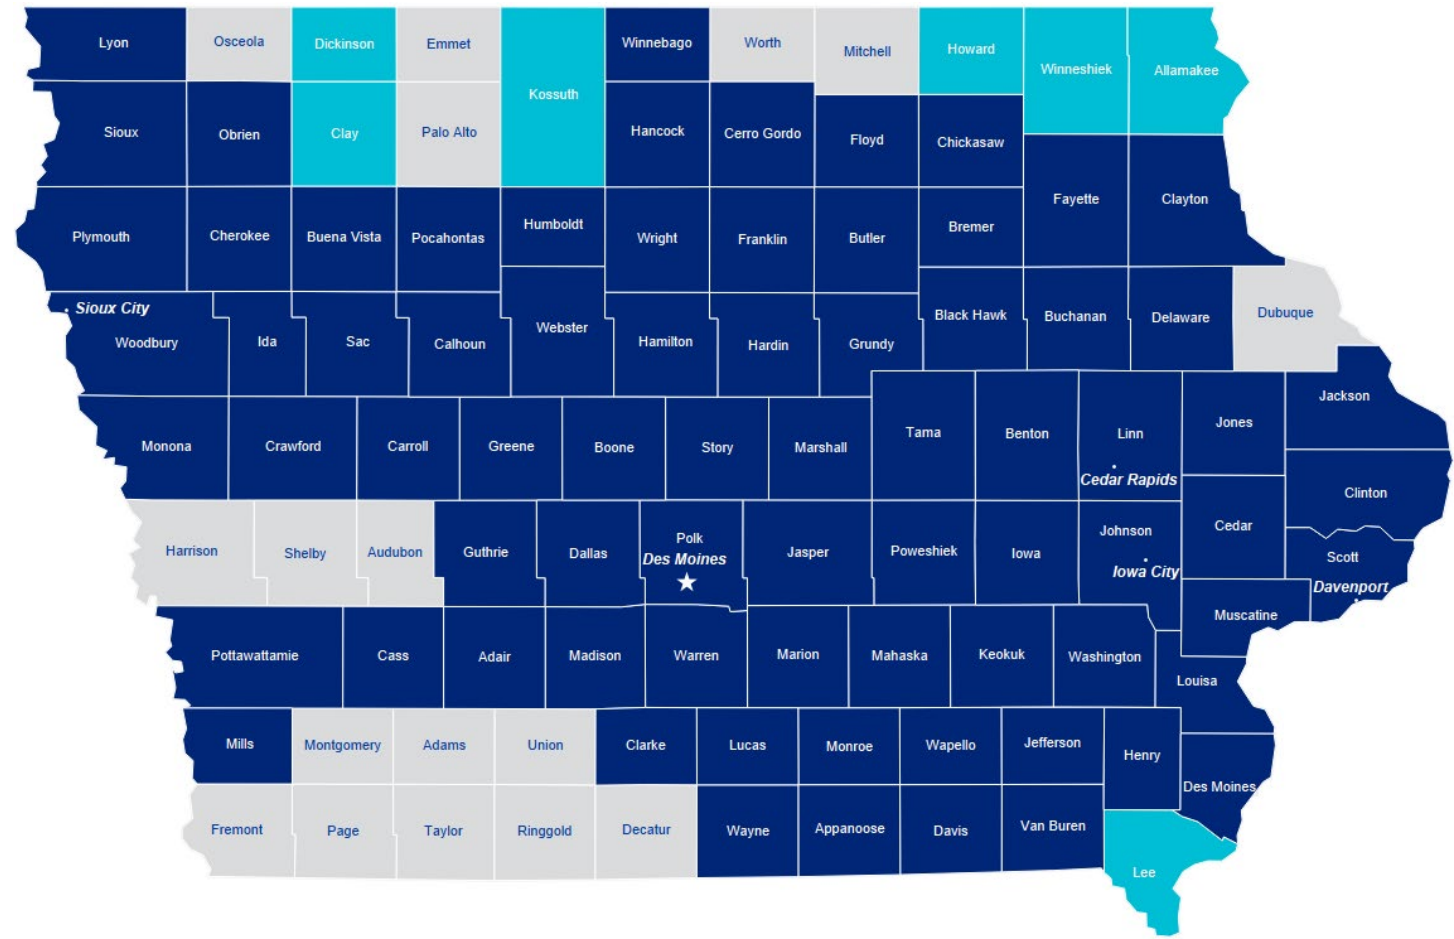 Lyon
Osceola
Dickinson
Emmet
Kossuth
Winnebago
Worth
Mitchell
Howard
Winneshiek
Allamakee
Sioux
Obrien
Clay
Palo Alto
Hancock
Cerro Gordo
Floyd
Chickasaw
Fayette
Clayton
Plymouth
Cherokee
Buena Vista
Pocahontas
Humboldt
Wright
Franklin
Butler
Bremer
Sioux City
Woodbury
Ida
Sac
Calhoun
Webster
Hamilton
Hardin
Grundy
Black Hawk
Buchanan
Delaware
Dubuque
Jackson
Monona
Crawford
Carroll
Greene
Boone
Story
Marshall
Tama
Benton
Linn
Cedar Rapids
Jones
Clinton
Harrison
Shelby
Audubon
Guthrie
Dallas
Polk
Des Moines
Jasper
Poweshiek
Iowa
Johnson
Iowa City
Cedar
Scott
Davenport
Muscatine
Pottawattamie
Cass
Adair
Madison
Warren
Marion
Mahaska
Keokuk
Washington
Louisa
Mills
Montgomery
Adams
Union
Clarke
Lucas
Monroe
Wapello
Jefferson
Henry
Des Moines
Fremont
Page
Taylor
Ringgold
Decatur
Wayne
Appanoose
Davis
Van Buren
Lee